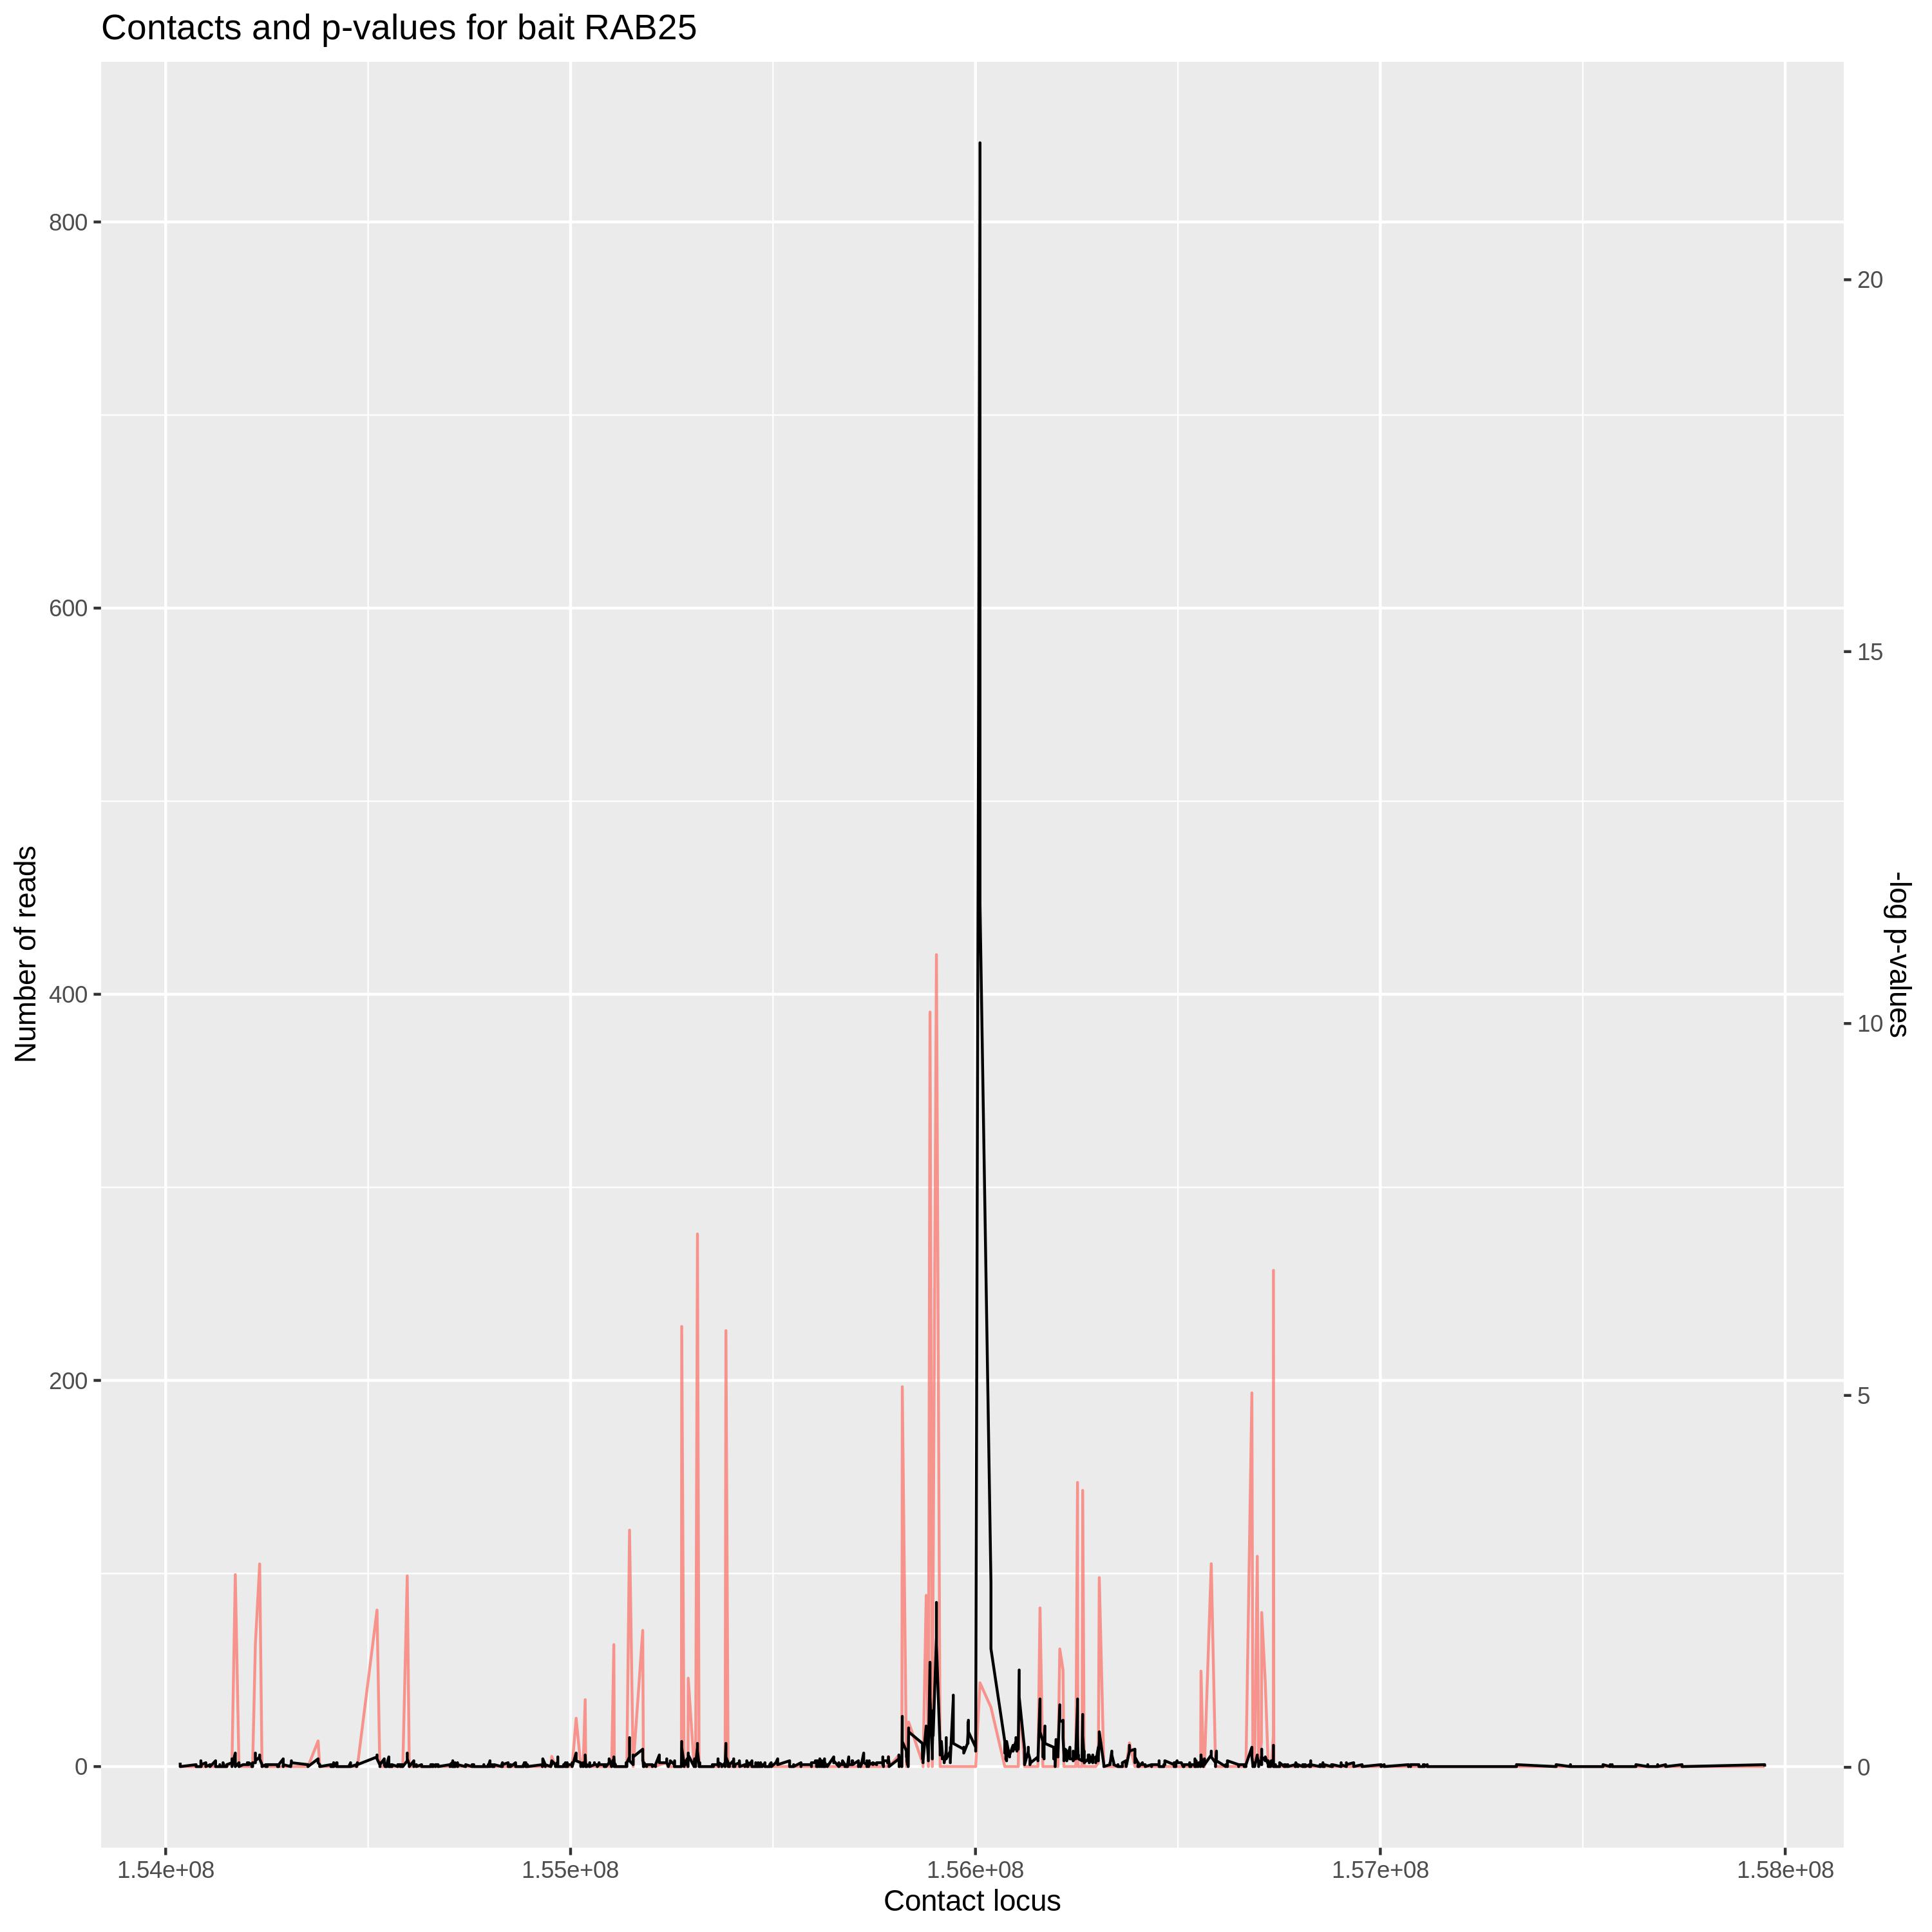 Contacts and p-values for bait RAB25
Number of reads
800
600
400
200
0
20
15
10
5
0
-log p-values
1.54e+08
1.55e+08
1.56e+08
1.57e+08
1.58e+08
Contact locus